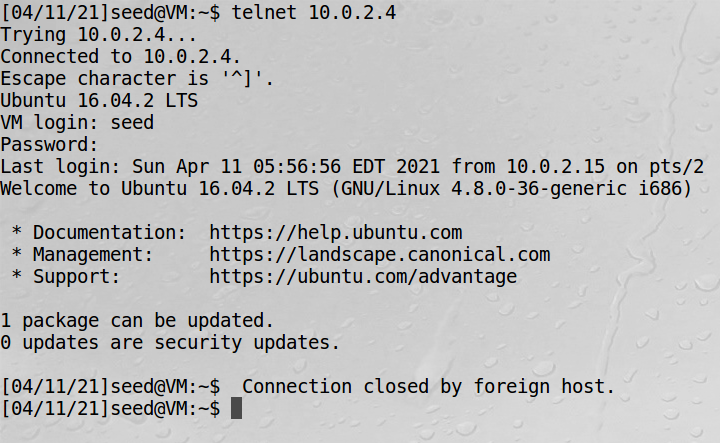 [04/11/21]seed@VM:~$ telnet 10.0.2.4
Trying 10.0.2.4...
Connected to 10.0.2.4.
Escape character is '^]'.
Ubuntu 16.04.2 LTS
VM login: seed
Password:
Last login: Sun Apr 11 05:56:56 EDT 2021 from 10.0.2.15 on pts/2
Welcome to Ubuntu 16.04.2 LTS (GNU/Linux 4.8.0-36-generic i686)

 * Documentation:  https://help.ubuntu.com
 * Management:     https://landscape.canonical.com
 * Support:        https://ubuntu.com/advantage

1 package can be updated.
0 updates are security updates.

[04/11/21]seed@VM:~$  Connection closed by foreign host.
[04/11/21]seed@VM:~$